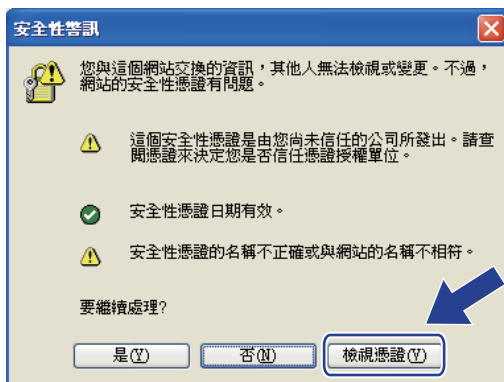 安全性警訊
您與這個網站交換的資訊，其他人無法檢視或變更。不過，
網站的安全性憑證有問題。
這個安全性憑證是由您尚未信任的公司所發出。請查
閱憑證來決定您是否信任憑證授權單位。
安全性憑證日期有效。
安全性憑證的名稱不正確或與網站的名稱不相符。
要繼續處理?
是(Y) 否(N) 檢視憑證(V)